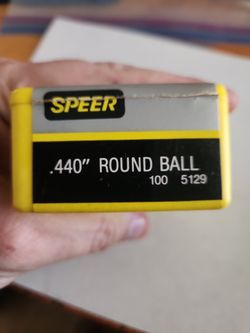 SPEER
.440" ROUND BALL
100 5129